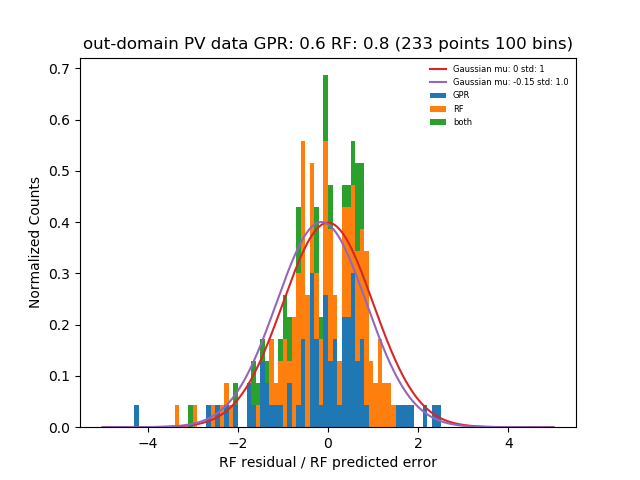 out-domain PV data GPR: 0.6 RF: 0.8 (233 points 100 bins)
Gaussian mu: 0 std: 1
Gaussian mu: -0.15 std: 1.0
GPR
RF
both
Normalized Counts
0.7
0.6
0.5
0.4
0.3
0.2
0.1
0.0
−4 −2 0 2 4
RF residual / RF predicted error